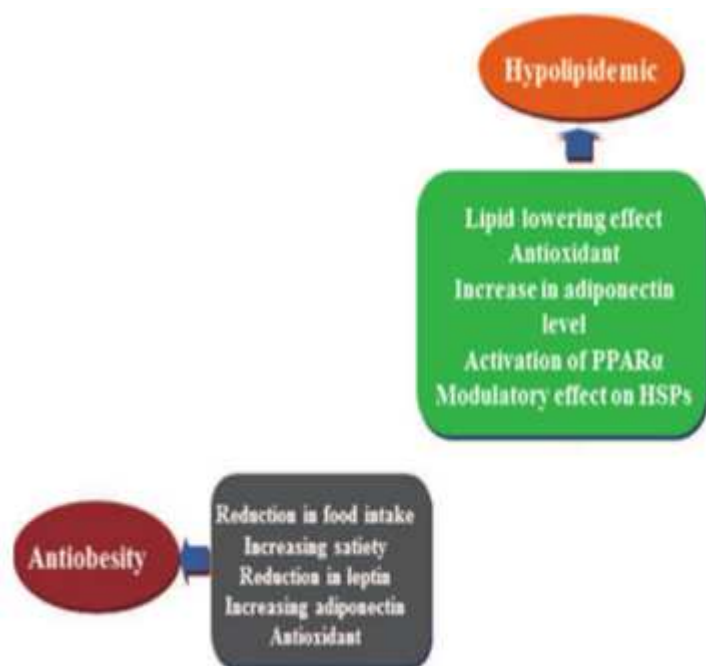 Hypolipidemic
Lipid lowering effect
Antioxidant
Increase in adiponectin
level
Activation of PPARα
Modulatory effect on HSPs
Antiobesity
Reduction in food intake
Increasing satiety
Reduction in leptin
Increasing adiponectin
Antioxidant